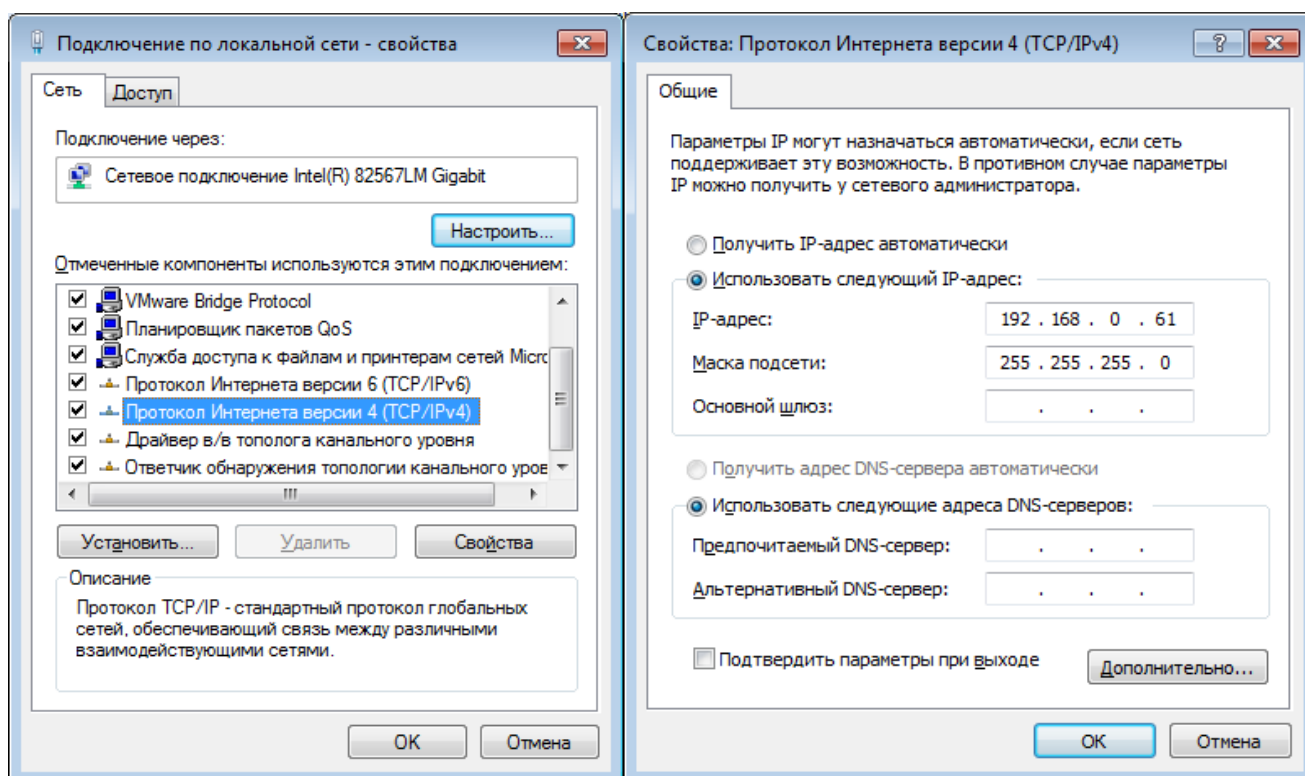 Подключение по локальной сети - свойства
Сеть
Доступ
Подключение через:
Сетевое подключение Intel(R) 82567LM Gigabit
Настроить...
Отмеченные компоненты используются этим подключением:
VMware Bridge Protocol
Планировщик пакетов QoS
Служба доступа к файлам и принтерам сетей Micro
Протокол Интернета версии 6 (TCP/IPv6)
Протокол Интернета версии 4 (TCP/IPv4)
Драйвер в/в тополога канального уровня
Ответчик обнаружения топологии канального уров
Установить...
Удалить
Свойства
Описание
Протокол TCP/IP - стандартный протокол глобальных
сетей, обеспечивающий связь между различными
взаимодействующими сетями.
OK
Отмена
Свойства: Протокол Интернета версии 4 (TCP/IPv4)
Общие
Параметры IP могут назначаться автоматически, если сеть
поддерживает эту возможность. В противном случае параметры
IP можно получить у сетевого администратора.
Получить IP-адрес автоматически
Использовать следующий IP-адрес:
IP-адрес: 192 . 168 . 0 . 61
Маска подсети: 255 . 255 . 255 . 0
Основной шлюз: . . .
Получить адрес DNS-сервера автоматически
Использовать следующие адреса DNS-серверов:
Предпочитаемый DNS-сервер: . . .
Альтернативный DNS-сервер: . . .
Подтвердить параметры при выходе
Дополнительно...
OK
Отмена